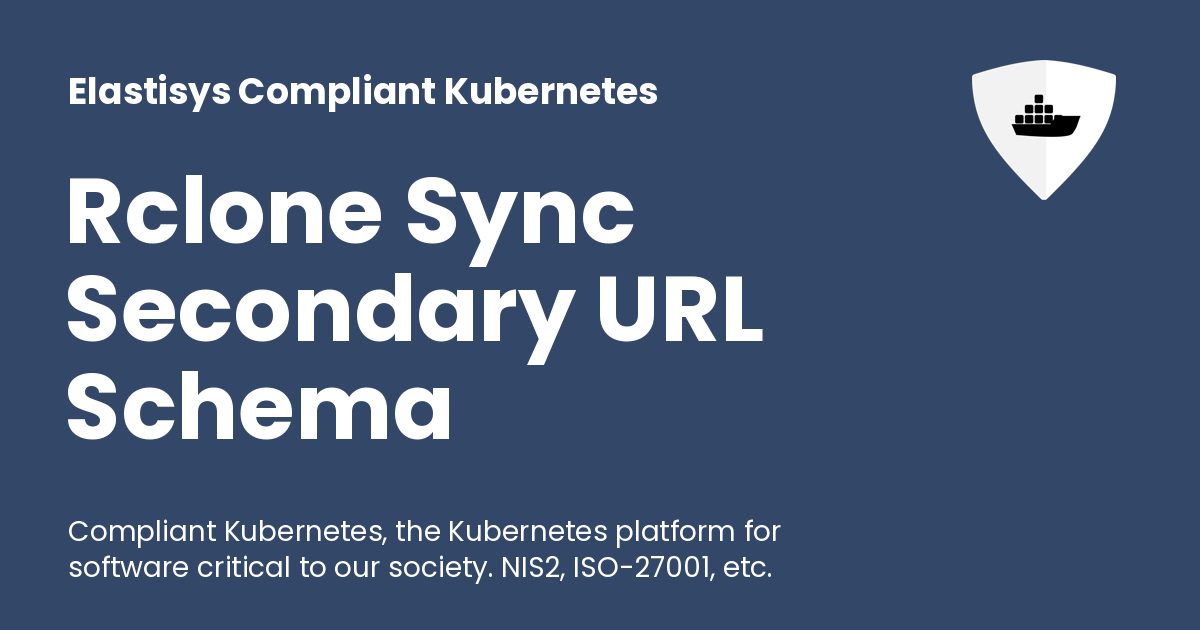 Elastisys Compliant Kubernetes
Rclone Sync
Secondary URL
Schema
Compliant Kubernetes, the Kubernetes platform for
software critical to our society. NIS2, ISO-27001, etc.